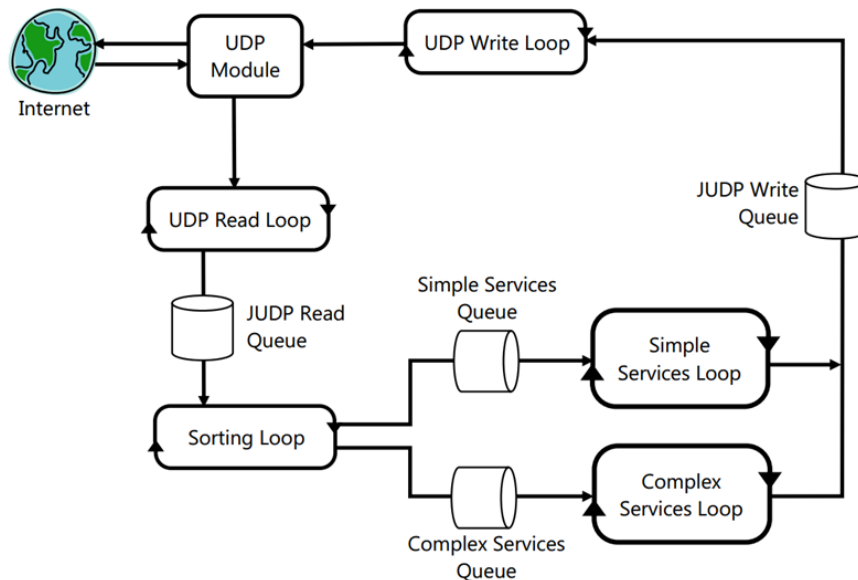 UDP
Module
UDP Write Loop
Internet
JUDP Write
Queue
UDP Read Loop
Simple Services
Queue
JUDP Read
Queue
Simple
Services Loop
Sorting Loop
Complex
Services Loop
Complex Services
Queue